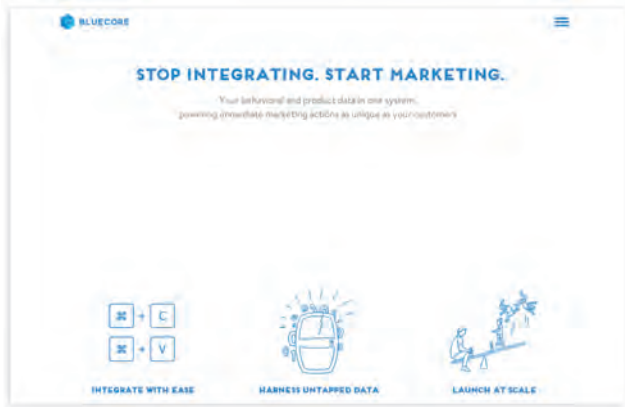 BLUECORE
STOP INTEGRATING. START MARKETING.
Your behavioral and product data in one system,
powering immediate marketing actions as unique as your customers
⌘ + C
⌘ + V
INTEGRATE WITH EASE
HARNESS UNTAPPED DATA
LAUNCH AT SCALE